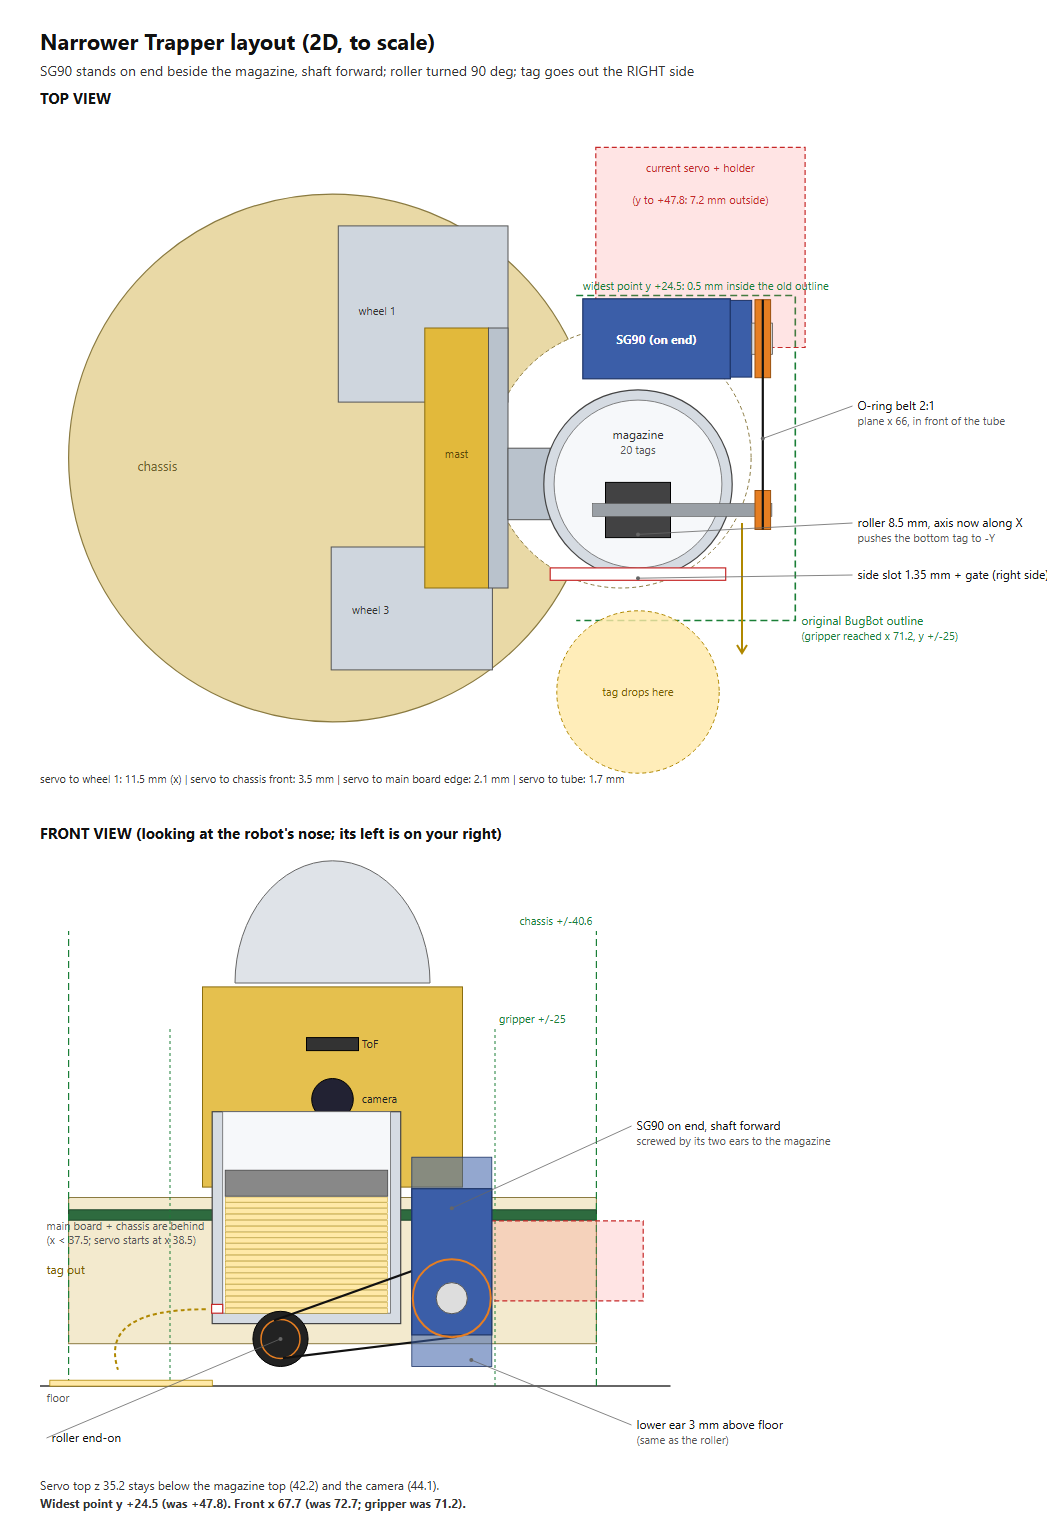 Narrower Trapper layout (2D, to scale)
SG90 stands on end beside the magazine, shaft forward; roller turned 90 deg; tag goes out the RIGHT side
TOP VIEW
current servo + holder
(y to +47.8: 7.2 mm outside)
widest point y +24.5: 0.5 mm inside the old outline
wheel 1
SG90 (on end)
O-ring belt 2:1
plane x 66, in front of the tube
magazine
20 tags
mast
chassis
roller 8.5 mm, axis now along X
pushes the bottom tag to -Y
side slot 1.35 mm + gate (right side)
wheel 3
original BugBot outline
(gripper reached x 71.2, y +/-25)
tag drops here
servo to wheel 1: 11.5 mm (x) | servo to chassis front: 3.5 mm | servo to main board edge: 2.1 mm | servo to tube: 1.7 mm
FRONT VIEW (looking at the robot's nose; its left is on your right)
chassis +/-40.6
gripper +/-25
ToF
camera
SG90 on end, shaft forward
screwed by its two ears to the magazine
main board + chassis are behind
(x < 37.5; servo starts at x 38.5)
tag out
floor
lower ear 3 mm above floor
(same as the roller)
roller end-on
Servo top z 35.2 stays below the magazine top (42.2) and the camera (44.1).
Widest point y +24.5 (was +47.8). Front x 67.7 (was 72.7; gripper was 71.2).